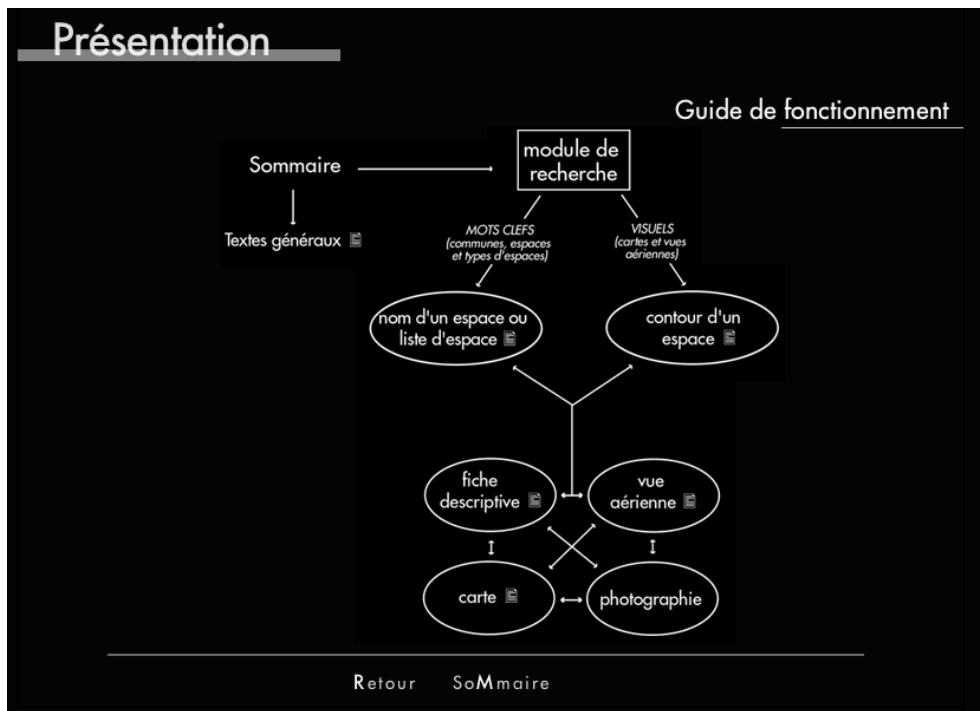 Présentation
Guide de fonctionnement
Sommaire
module de
recherche
Textes généraux
MOTS CLEFS
(communes, espaces
et types d'espaces)
VISUELS
(cartes et vues
aériennes)
nom d'un espace ou
liste d'espace
contour d'un
espace
fiche
descriptive
vue
aérienne
carte
photographie
Retour SoMmaire